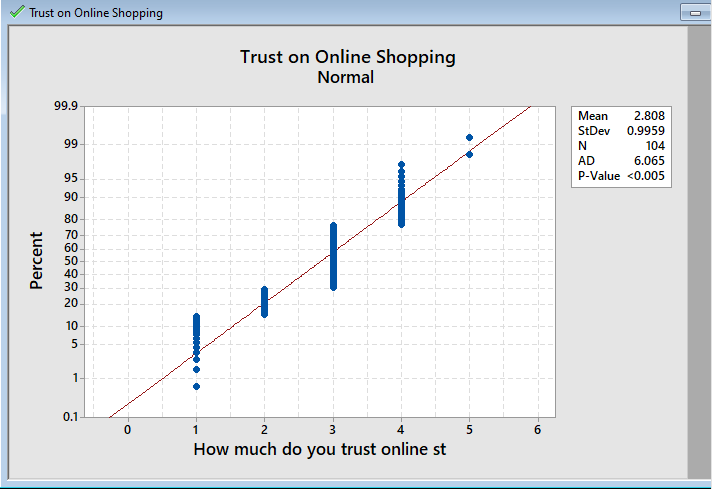 Trust on Online Shopping
Trust on Online Shopping
Normal
99.9
99
95
90
80
70
60
50
40
30
20
10
5
1
0.1
Percent
0 1 2 3 4 5 6
How much do you trust online st
Mean 2.808
StDev 0.9959
N 104
AD 6.065
P-Value <0.005